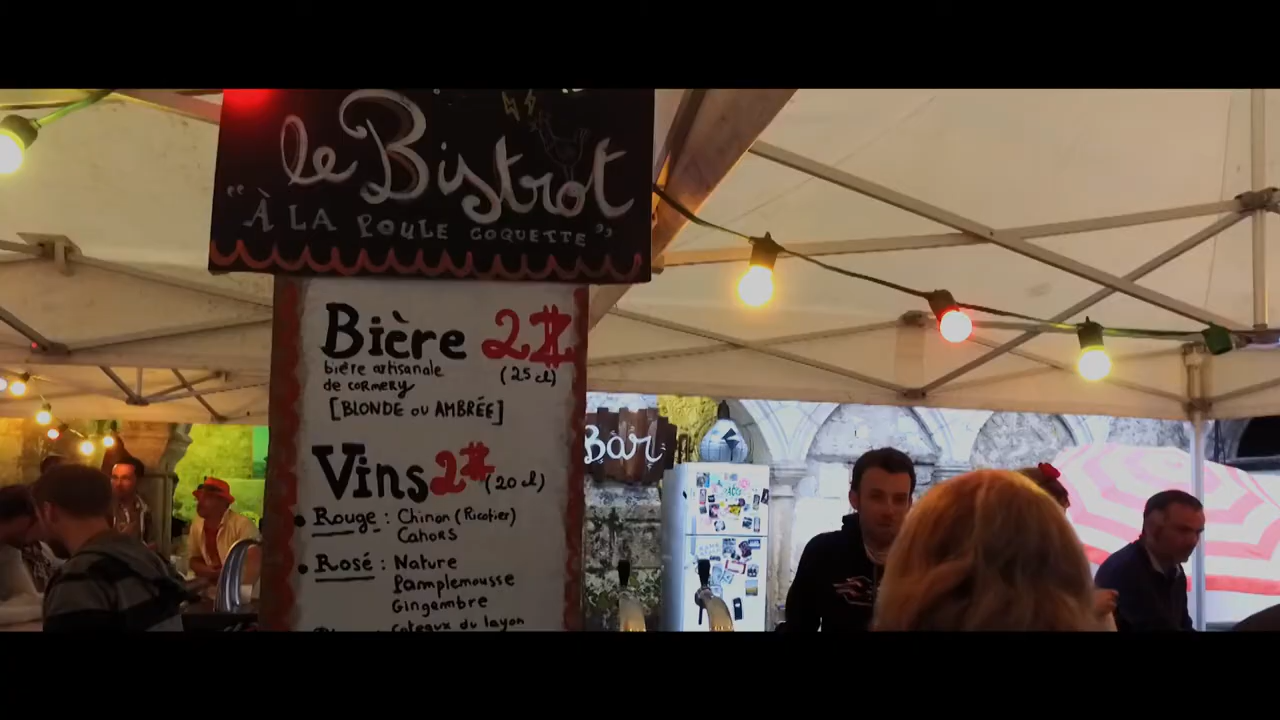 le Bistrot
"À LA POULE COQUETTE"
Bière 2
bière artisanale
de CORMERY
(25 cl)
[BLONDE ou AMBRÉE]
Vins 2 (20 cl)
Rouge : Chinon (Ricotier)
Cahors
Rosé : Nature
Pamplemousse
Gingembre
Coteaux du layon
Bar